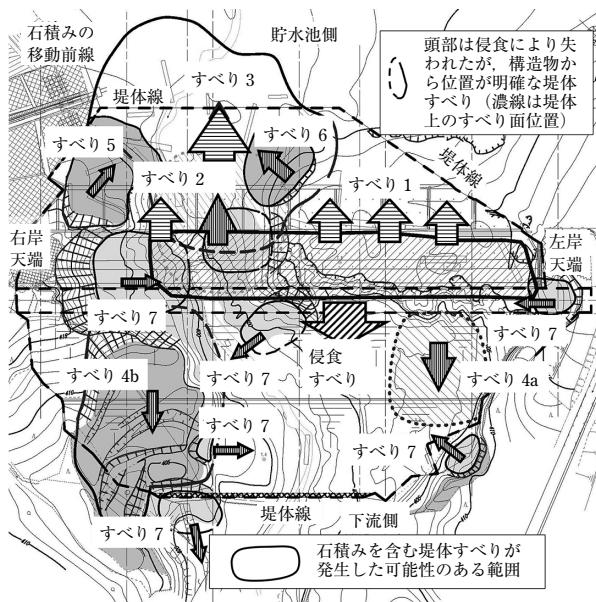 石積みの
移動前線
貯水池側
頭部は侵食により失
われたが，構造物か
ら位置が明確な堤体
すべり（濃線は堤体
上のすべり面位置）
すべり 3
堤体線
すべり 5
すべり 6
堤体線
すべり 2
すべり 1
右岸
天端
左岸
天端
すべり 7
すべり 7
すべり 4b
すべり 7
侵食
すべり
すべり 4a
すべり 7
すべり 7
すべり 7
堤体線
下流側
石積みを含む堤体すべりが
発生した可能性のある範囲